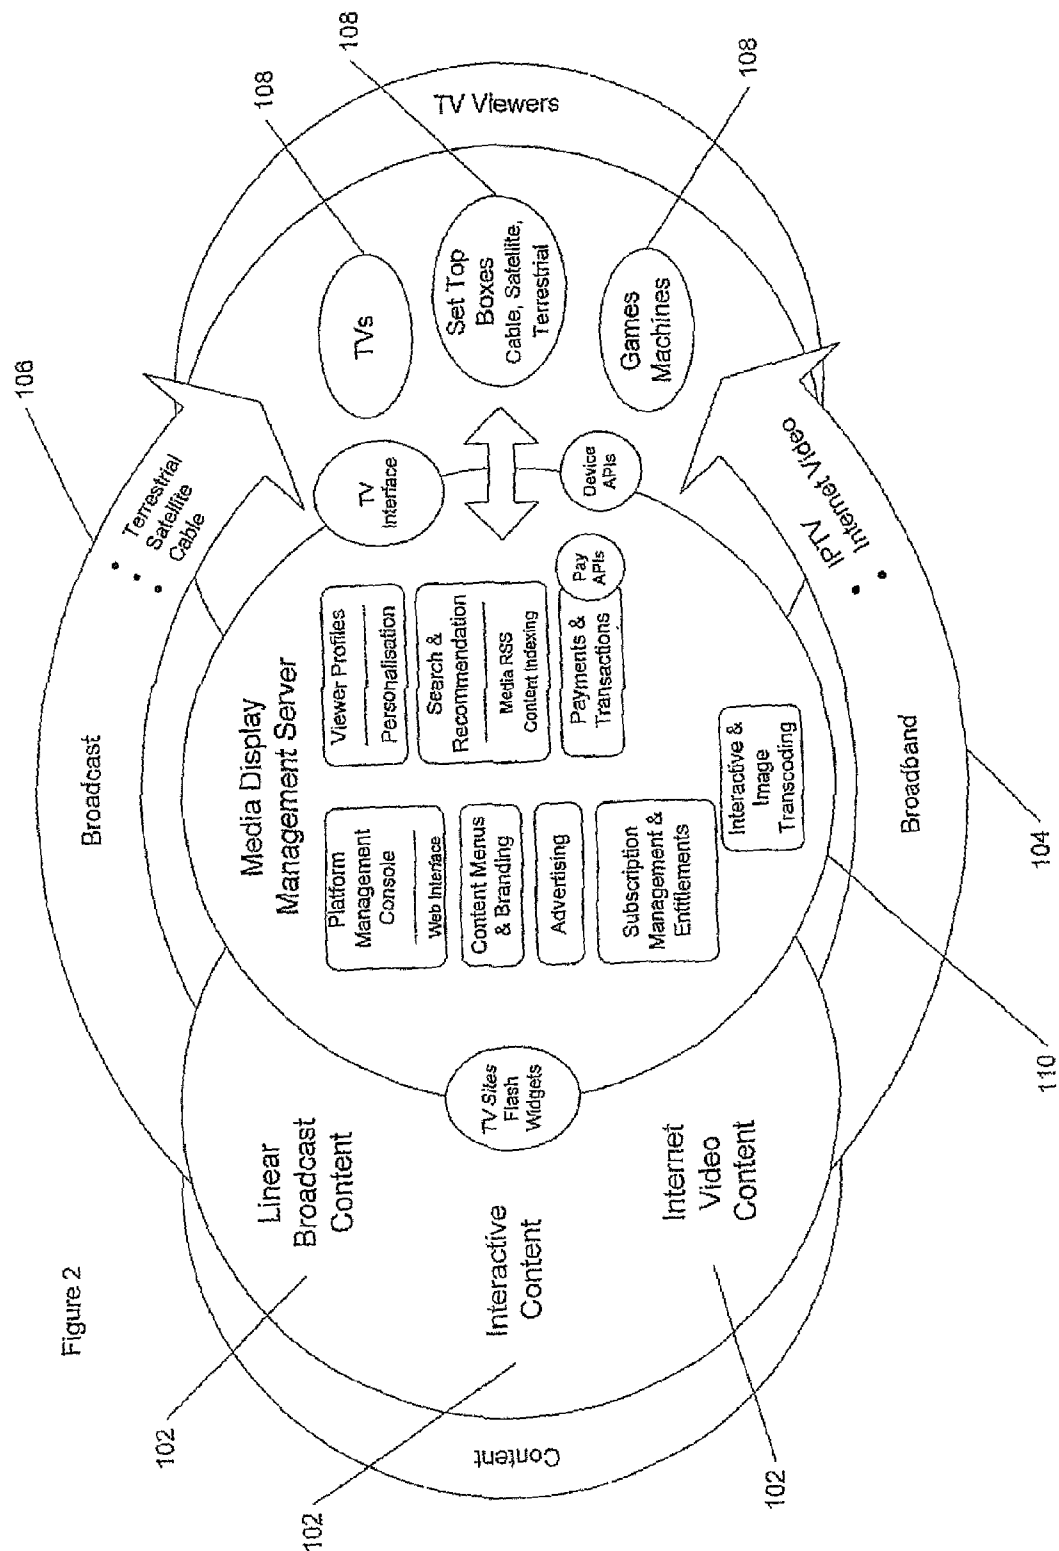 Figure 2
106
Broadcast
Terrestrial
Satellite
Cable
102
102
102
Content
Linear
Broadcast
Content
Interactive
Content
Internet
Video
Content
TV Sites
Flash
Widgets
Media Display
Management Server
Platform
Management
Console
Web Interface
Content Menus
& Branding
Advertising
Subscription
Management &
Entitlements
Viewer Profiles
Personalisation
Search &
Recommendation
Media RSS
Content Indexing
Payments &
Transactions
Pay
APIs
Interactive &
Image
Transcoding
TV
Interface
Device
APIs
TVs
Set Top
Boxes
Cable, Satellite,
Terrestrial
Games
Machines
TV Viewers
108
108
108
IPTV
Internet Video
Broadband
110
104